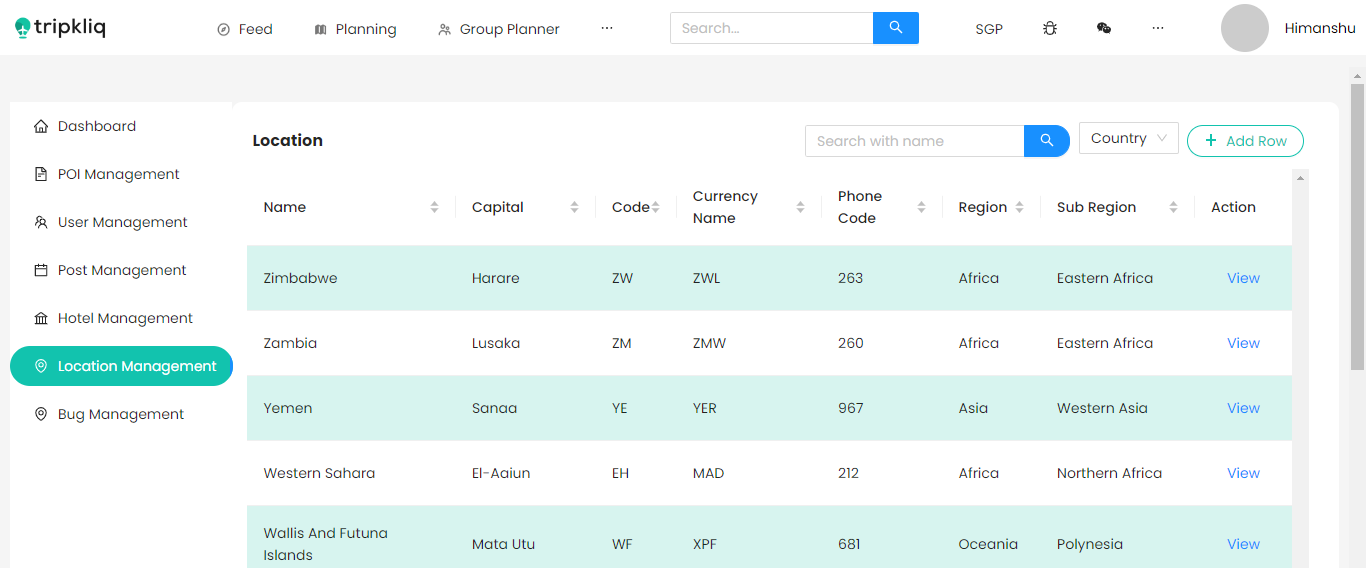 tripkliq Feed Planning Group Planner ... Search... SGP ... Himanshu
Dashboard
POI Management
User Management
Post Management
Hotel Management
Location Management
Bug Management
Location Search with name Country + Add Row
Name Capital Code Currency Name Phone Code Region Sub Region Action
Zimbabwe Harare ZW ZWL 263 Africa Eastern Africa View
Zambia Lusaka ZM ZMW 260 Africa Eastern Africa View
Yemen Sanaa YE YER 967 Asia Western Asia View
Western Sahara El-Aaiun EH MAD 212 Africa Northern Africa View
Wallis And Futuna Islands Mata Utu WF XPF 681 Oceania Polynesia View